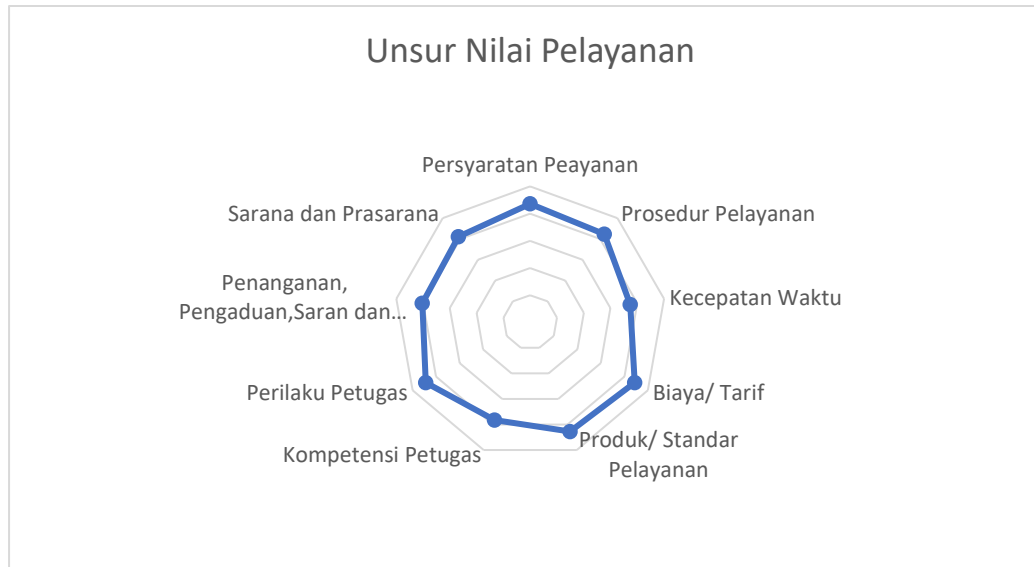 Unsur Nilai Pelayanan
Persyaratan Peayanan
Prosedur Pelayanan
Kecepatan Waktu
Biaya/ Tarif
Produk/ Standar
Pelayanan
Kompetensi Petugas
Perilaku Petugas
Penanganan,
Pengaduan,Saran dan...
Sarana dan Prasarana